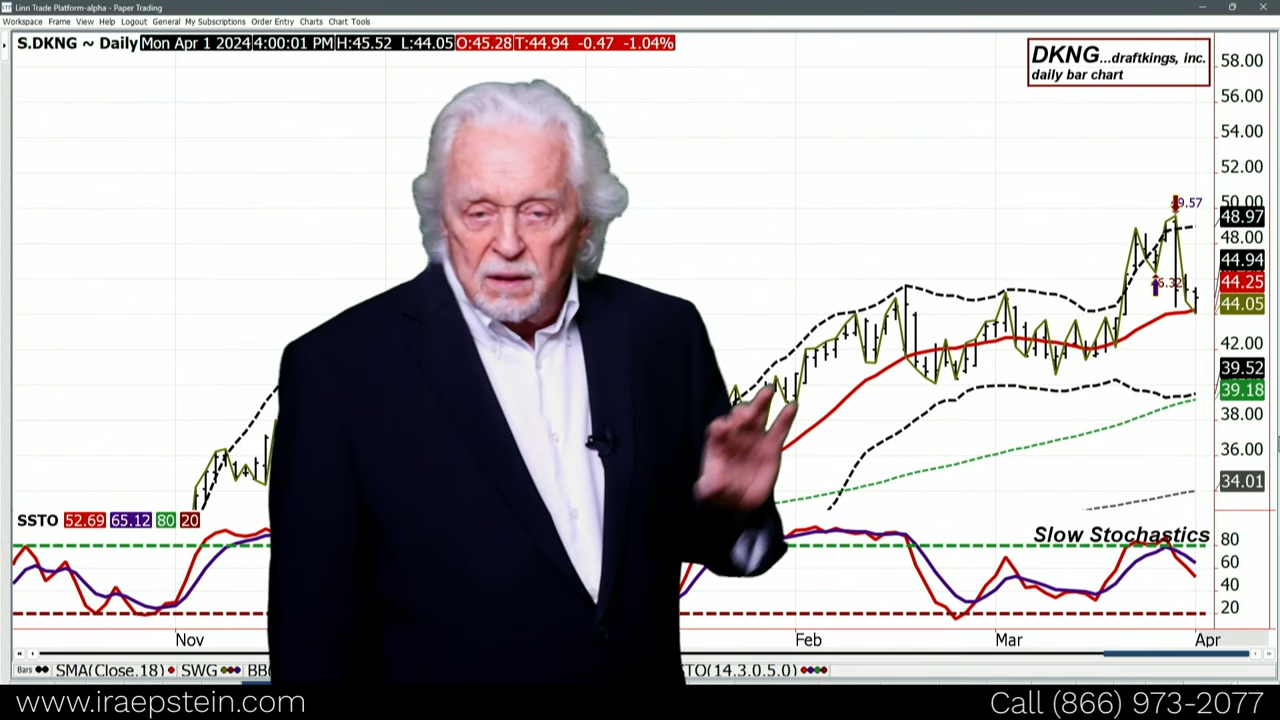 Linn Trade Platform-alpha - Paper Trading
Workspace Frame View Help Logout General My Subscriptions Order Entry Charts Chart Tools
S.DKNG ~ Daily Mon Apr 1 2024 4:00:01 PM H:45.52 L:44.05 O:45.28 T:44.94 -0.47 -1.04%
DKNG...draftkings, inc.
daily bar chart
58.00
56.00
54.00
52.00
50.00
9.57
48.97
48.00
44.94
44.25
44.05
42.00
39.52
39.18
38.00
36.00
34.01
SSTO 52.69 65.12 80 20
Slow Stochastics
80
60
40
20
Nov Feb Mar Apr
Bars SMA(Close,18) SWG BB( TO(14,3,0,5,0)
www.iraepstein.com Call (866) 973-2077